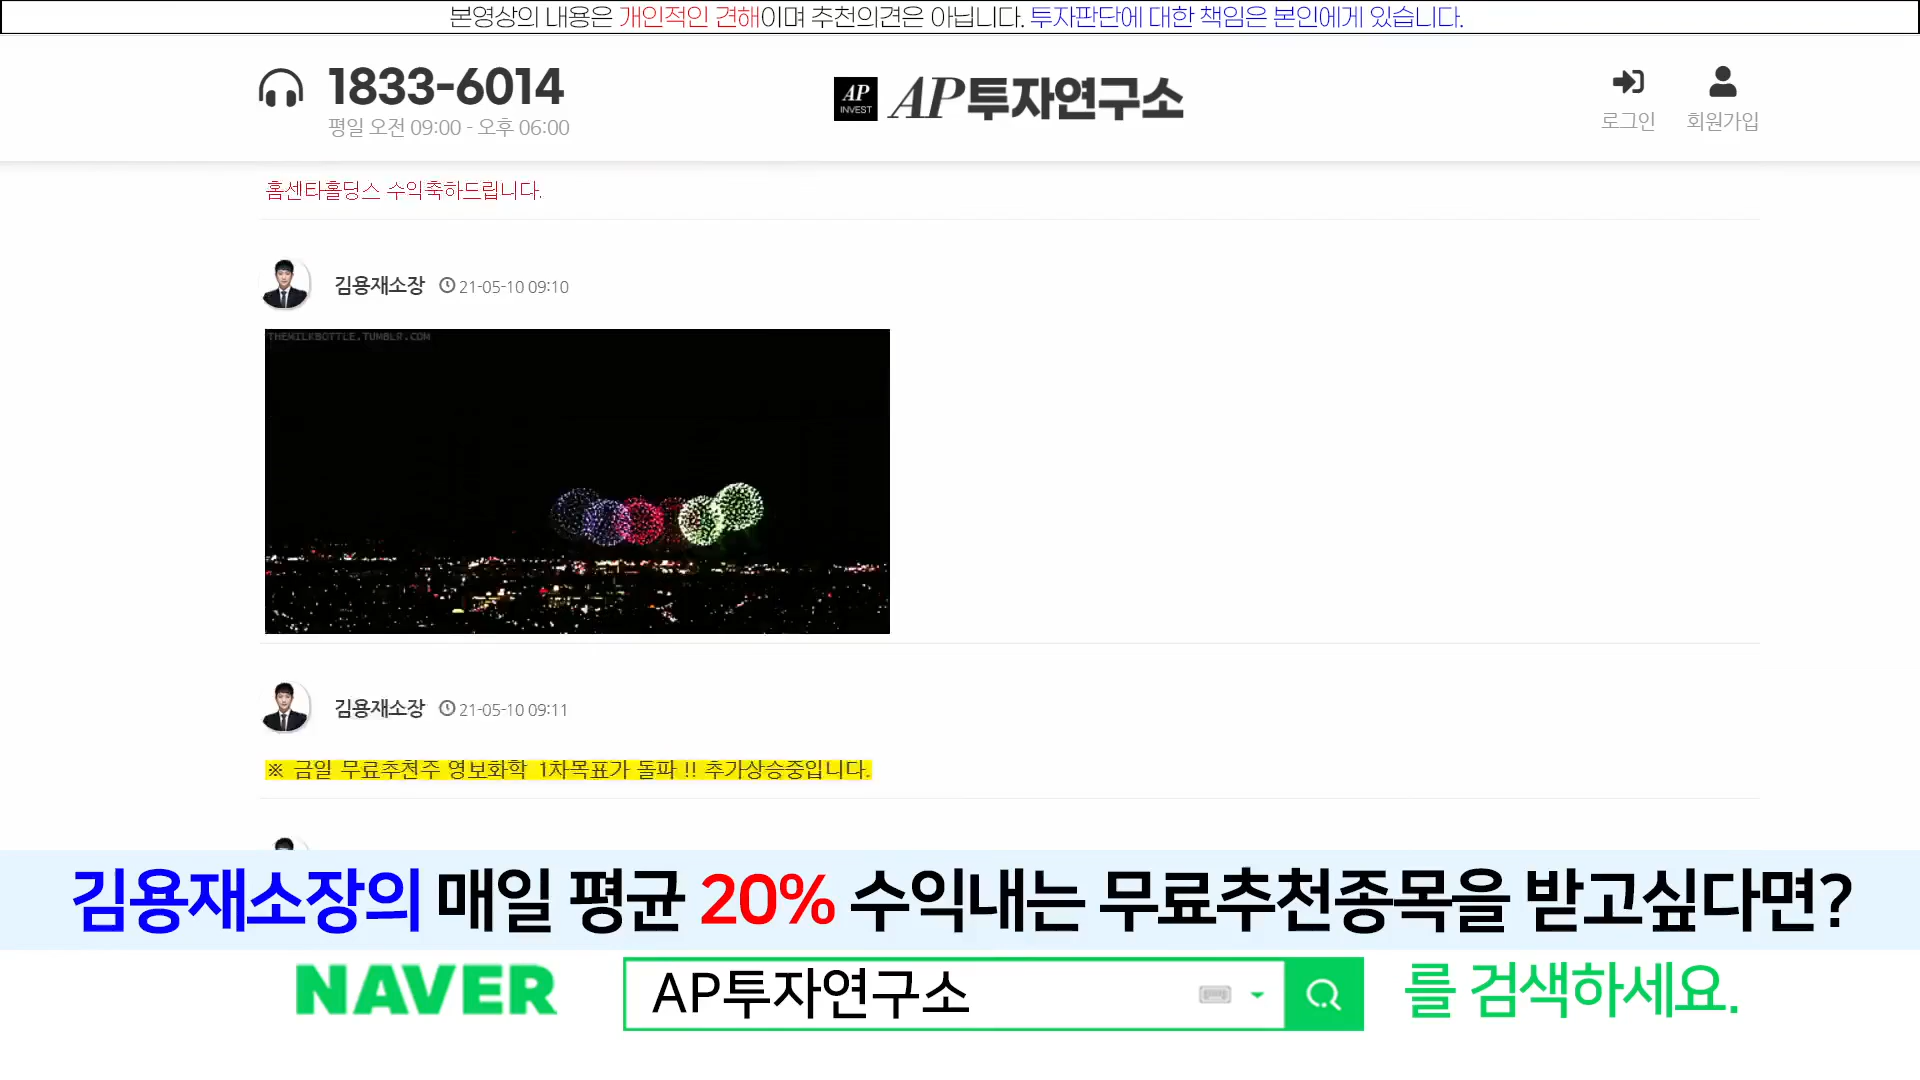 본영상의 내용은 개인적인 견해이며 추천의견은 아닙니다. 투자판단에 대한 책임은 본인에게 있습니다.
1833-6014
평일 오전 09:00 - 오후 06:00
AP
INVEST
AP투자연구소
로그인
회원가입
홈센타홀딩스 수익축하드립니다.
김용재소장 21-05-10 09:10
THEMILKBOTTLE.TUMBLR.COM
김용재소장 21-05-10 09:11
※ 금일 무료추천주 영보화학 1차목표가 돌파 !! 추가상승중입니다.
김용재소장의 매일 평균 20% 수익내는 무료추천종목을 받고싶다면?
NAVER AP투자연구소 를 검색하세요.